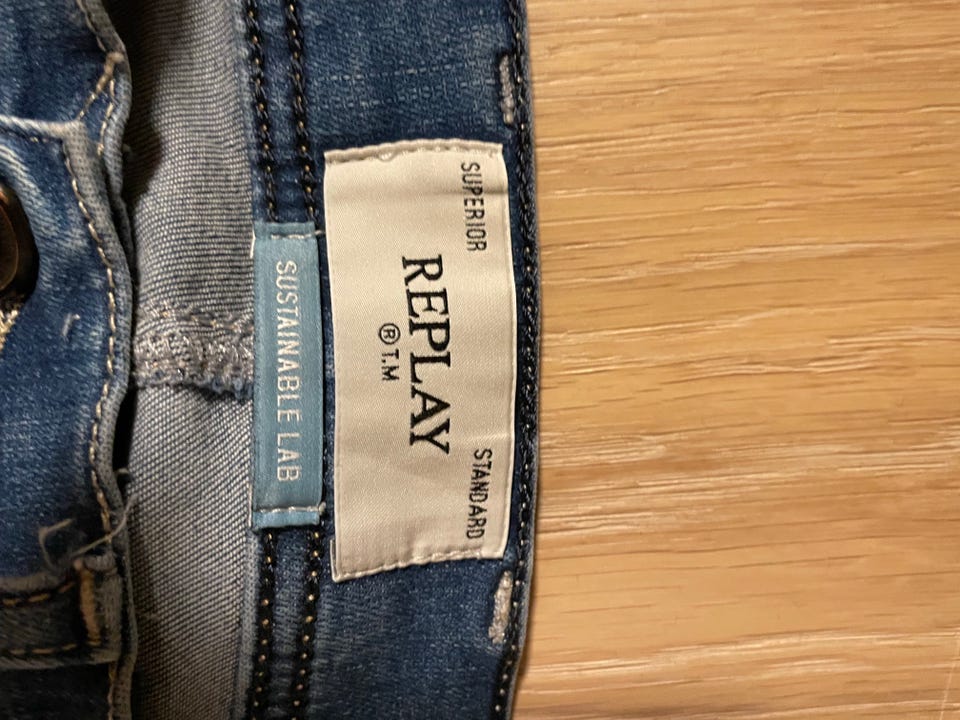 SUPERIOR STANDARD
REPLAY
® T.M
SUSTAINABLE LAB